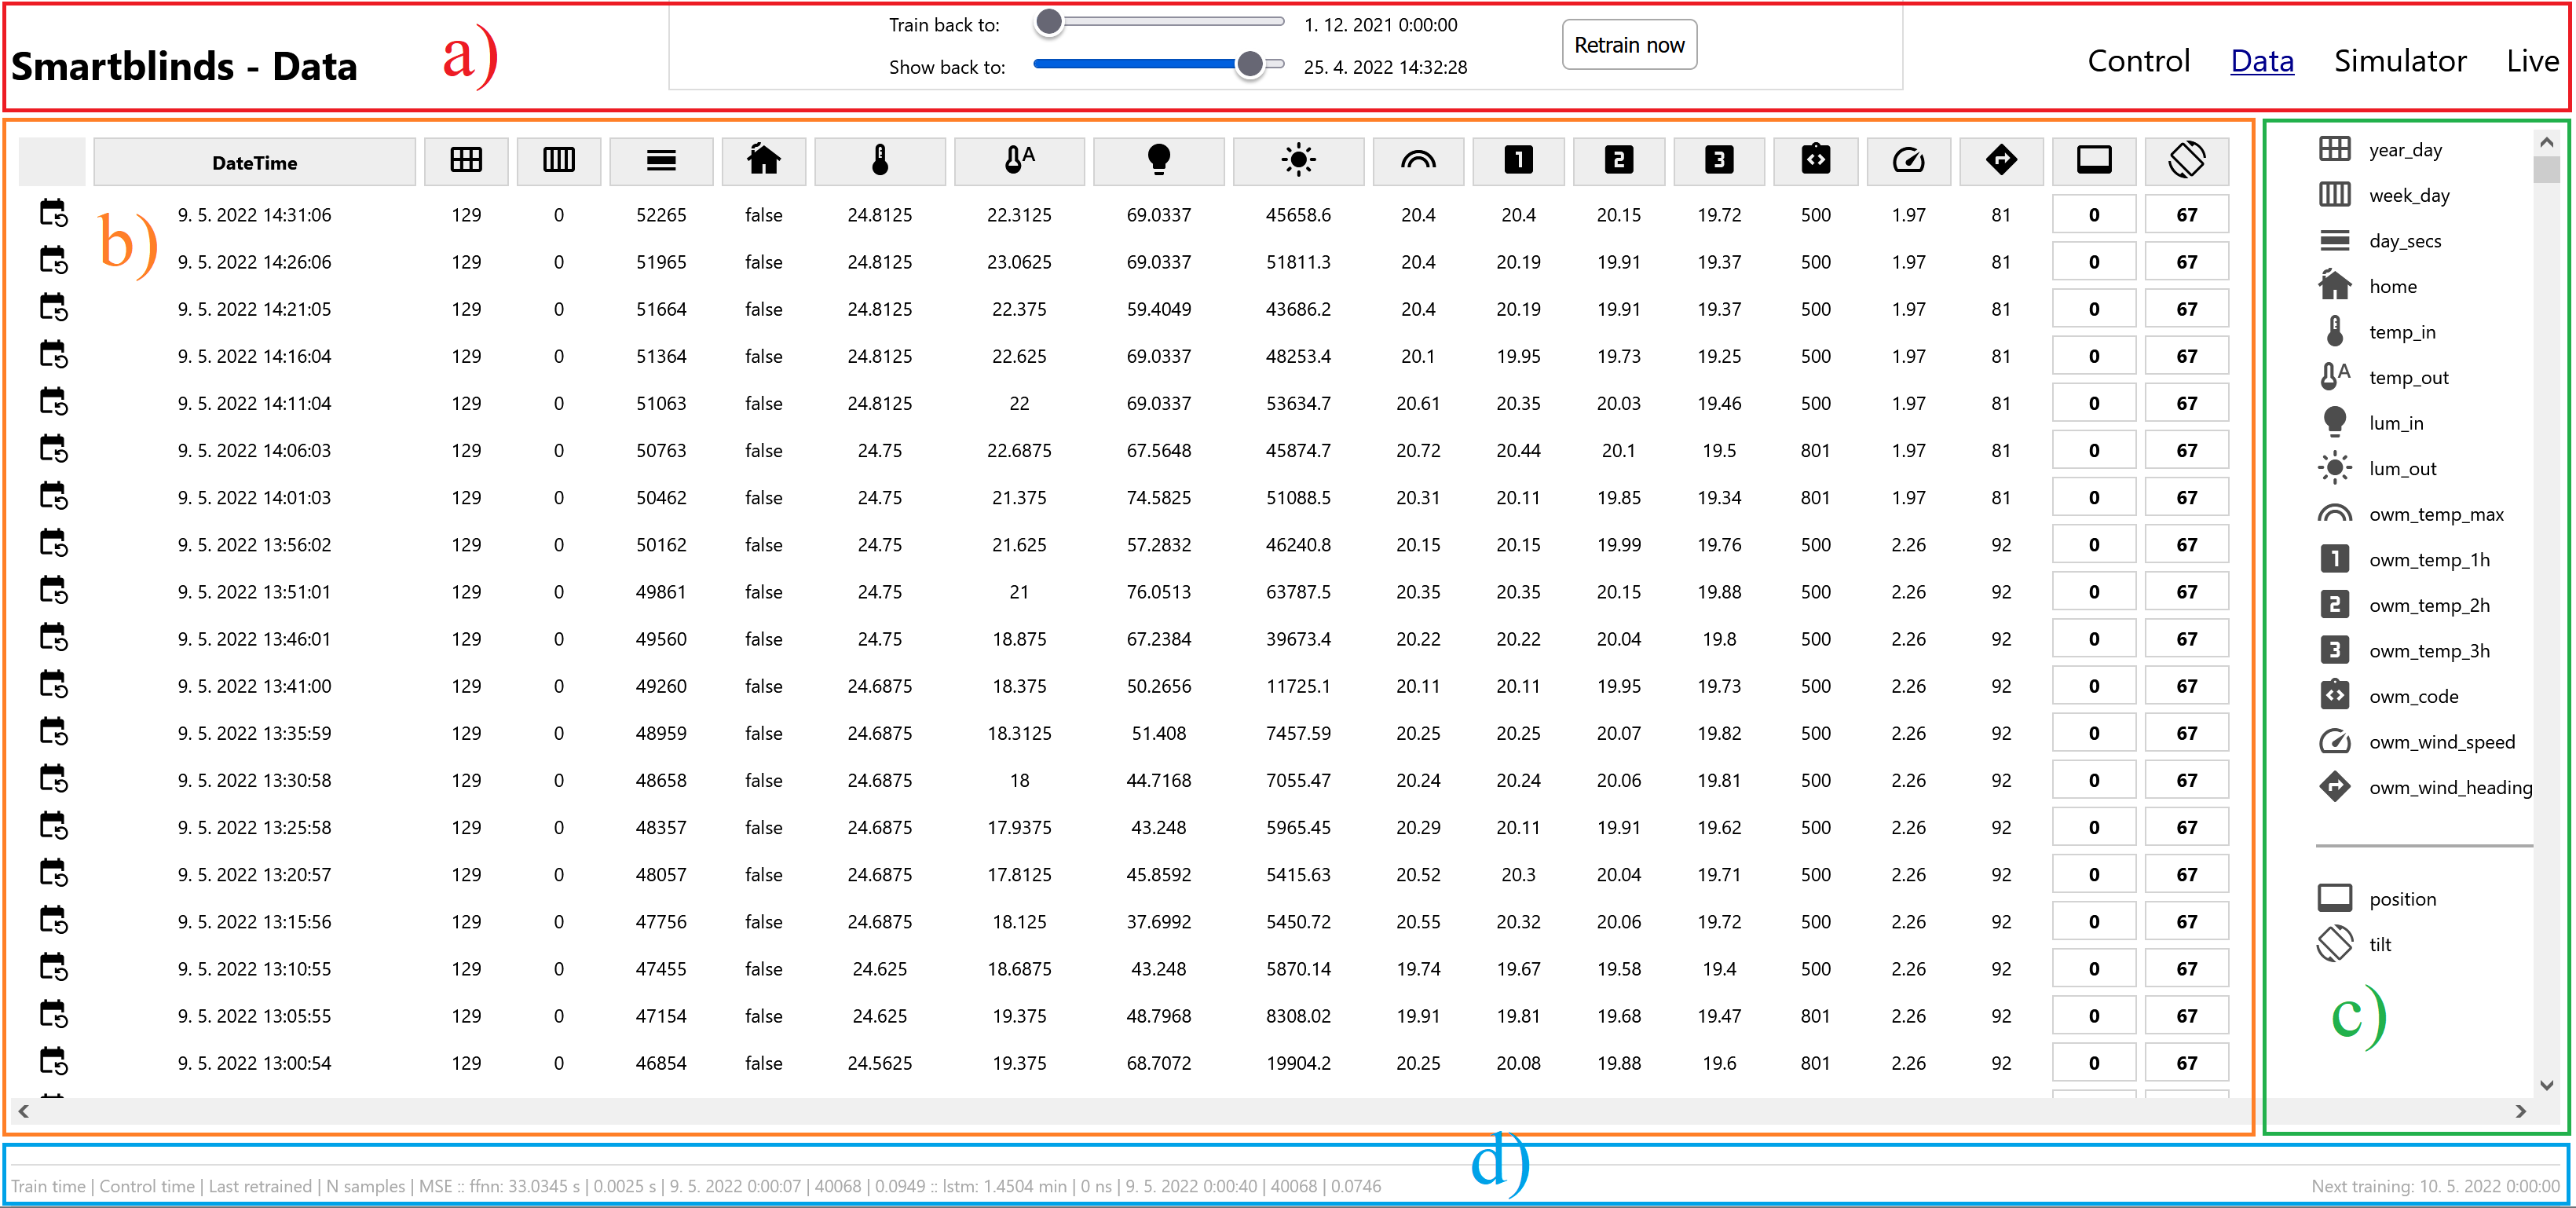 Smartblinds - Data
a)
Train back to: 1. 12. 2021 0:00:00
Show back to: 25. 4. 2022 14:32:28
Retrain now
Control Data Simulator Live
DateTime A 1 2 3
b)
9. 5. 2022 14:31:06 129 0 52265 false 24.8125 22.3125 69.0337 45658.6 20.4 20.4 20.15 19.72 500 1.97 81 0 67
9. 5. 2022 14:26:06 129 0 51965 false 24.8125 23.0625 69.0337 51811.3 20.4 20.19 19.91 19.37 500 1.97 81 0 67
9. 5. 2022 14:21:05 129 0 51664 false 24.8125 22.375 59.4049 43686.2 20.4 20.19 19.91 19.37 500 1.97 81 0 67
9. 5. 2022 14:16:04 129 0 51364 false 24.8125 22.625 69.0337 48253.4 20.1 19.95 19.73 19.25 500 1.97 81 0 67
9. 5. 2022 14:11:04 129 0 51063 false 24.8125 22 69.0337 53634.7 20.61 20.35 20.03 19.46 500 1.97 81 0 67
9. 5. 2022 14:06:03 129 0 50763 false 24.75 22.6875 67.5648 45874.7 20.72 20.44 20.1 19.5 801 1.97 81 0 67
9. 5. 2022 14:01:03 129 0 50462 false 24.75 21.375 74.5825 51088.5 20.31 20.11 19.85 19.34 801 1.97 81 0 67
9. 5. 2022 13:56:02 129 0 50162 false 24.75 21.625 57.2832 46240.8 20.15 20.15 19.99 19.76 500 2.26 92 0 67
9. 5. 2022 13:51:01 129 0 49861 false 24.75 21 76.0513 63787.5 20.35 20.35 20.15 19.88 500 2.26 92 0 67
9. 5. 2022 13:46:01 129 0 49560 false 24.75 18.875 67.2384 39673.4 20.22 20.22 20.04 19.8 500 2.26 92 0 67
9. 5. 2022 13:41:00 129 0 49260 false 24.6875 18.375 50.2656 11725.1 20.11 20.11 19.95 19.73 500 2.26 92 0 67
9. 5. 2022 13:35:59 129 0 48959 false 24.6875 18.3125 51.408 7457.59 20.25 20.25 20.07 19.82 500 2.26 92 0 67
9. 5. 2022 13:30:58 129 0 48658 false 24.6875 18 44.7168 7055.47 20.24 20.24 20.06 19.81 500 2.26 92 0 67
9. 5. 2022 13:25:58 129 0 48357 false 24.6875 17.9375 43.248 5965.45 20.29 20.11 19.91 19.62 500 2.26 92 0 67
9. 5. 2022 13:20:57 129 0 48057 false 24.6875 17.8125 45.8592 5415.63 20.52 20.3 20.04 19.71 500 2.26 92 0 67
9. 5. 2022 13:15:56 129 0 47756 false 24.6875 18.125 37.6992 5450.72 20.55 20.32 20.06 19.72 500 2.26 92 0 67
9. 5. 2022 13:10:55 129 0 47455 false 24.625 18.6875 43.248 5870.14 19.74 19.67 19.58 19.4 500 2.26 92 0 67
9. 5. 2022 13:05:55 129 0 47154 false 24.625 19.375 48.7968 8308.02 19.91 19.81 19.68 19.47 801 2.26 92 0 67
9. 5. 2022 13:00:54 129 0 46854 false 24.5625 19.375 68.7072 19904.2 20.25 20.08 19.88 19.6 801 2.26 92 0 67
year_day
week_day
day_secs
home
temp_in
A temp_out
lum_in
lum_out
owm_temp_max
1 owm_temp_1h
2 owm_temp_2h
3 owm_temp_3h
owm_code
owm_wind_speed
owm_wind_heading
position
tilt
c)
d)
Train time | Control time | Last retrained | N samples | MSE :: ffnn: 33.0345 s | 0.0025 s | 9. 5. 2022 0:00:07 | 40068 | 0.0949 :: lstm: 1.4504 min | 0 ns | 9. 5. 2022 0:00:40 | 40068 | 0.0746
Next training: 10. 5. 2022 0:00:00